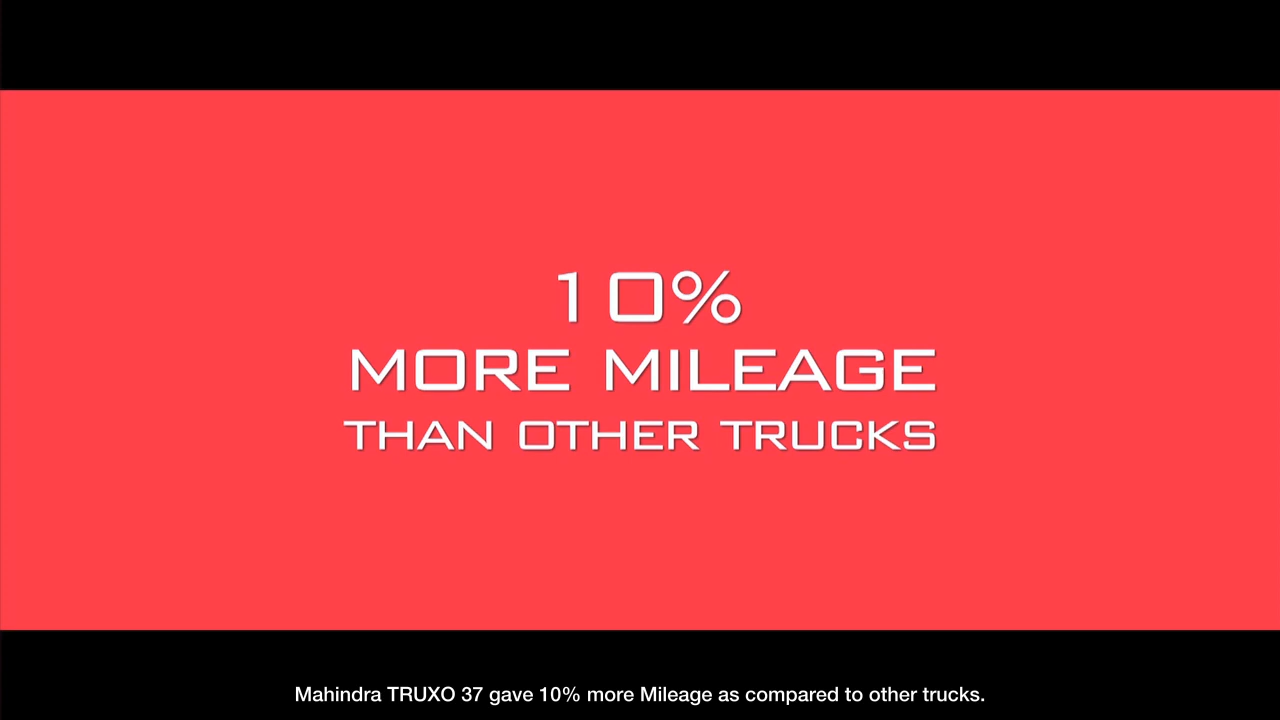 10%
MORE MILEAGE
THAN OTHER TRUCKS
Mahindra TRUXO 37 gave 10% more Mileage as compared to other trucks.